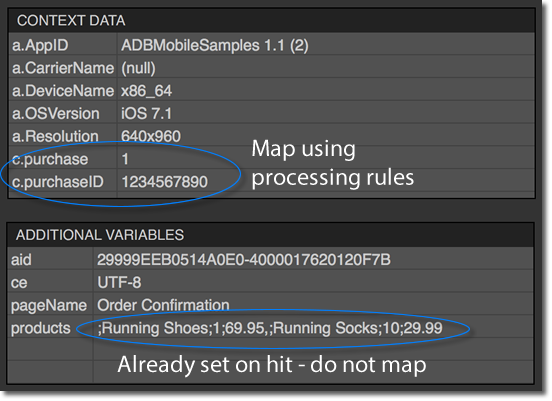 CONTEXT DATA
a.AppID ADBMobileSamples 1.1 (2)
a.CarrierName (null)
a.DeviceName x86_64
a.OSVersion iOS 7.1
a.Resolution 640x960
c.purchase 1
c.purchaseID 1234567890
Map using
processing rules
ADDITIONAL VARIABLES
aid 29999EEB0514A0E0-4000017620120F7B
ce UTF-8
pageName Order Confirmation
products ;Running Shoes;1;69.95,;Running Socks;10;29.99
Already set on hit - do not map